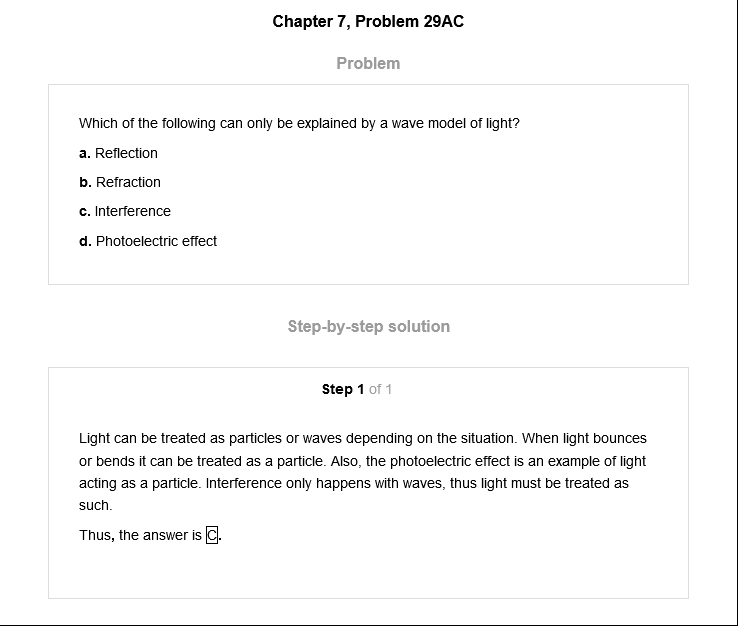 Chapter 7, Problem 29AC
Problem
Which of the following can only be explained by a wave model of light?
a. Reflection
b. Refraction
c. Interference
d. Photoelectric effect
Step-by-step solution
Step 1 of 1
Light can be treated as particles or waves depending on the situation. When light bounces
or bends it can be treated as a particle. Also, the photoelectric effect is an example of light
acting as a particle. Interference only happens with waves, thus light must be treated as
such.
Thus, the answer is C.